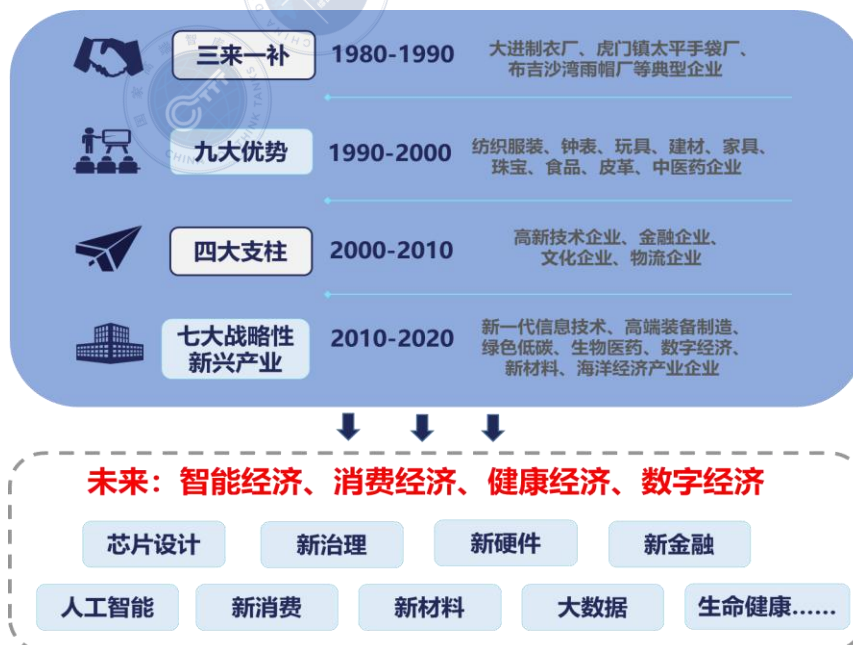 三来一补 1980-1990 大进制衣厂、虎门镇太平手袋厂、
布吉沙湾雨帽厂等典型企业
九大优势 1990-2000 纺织服装、钟表、玩具、建材、家具、
珠宝、食品、皮革、中医药企业
四大支柱 2000-2010 高新技术企业、金融企业、
文化企业、物流企业
七大战略性
新兴产业
2010-2020
新一代信息技术、高端装备制造、
绿色低碳、生物医药、数字经济、
新材料、海洋经济产业企业
未来：智能经济、消费经济、健康经济、数字经济
芯片设计 新治理 新硬件 新金融
人工智能 新消费 新材料 大数据 生命健康……